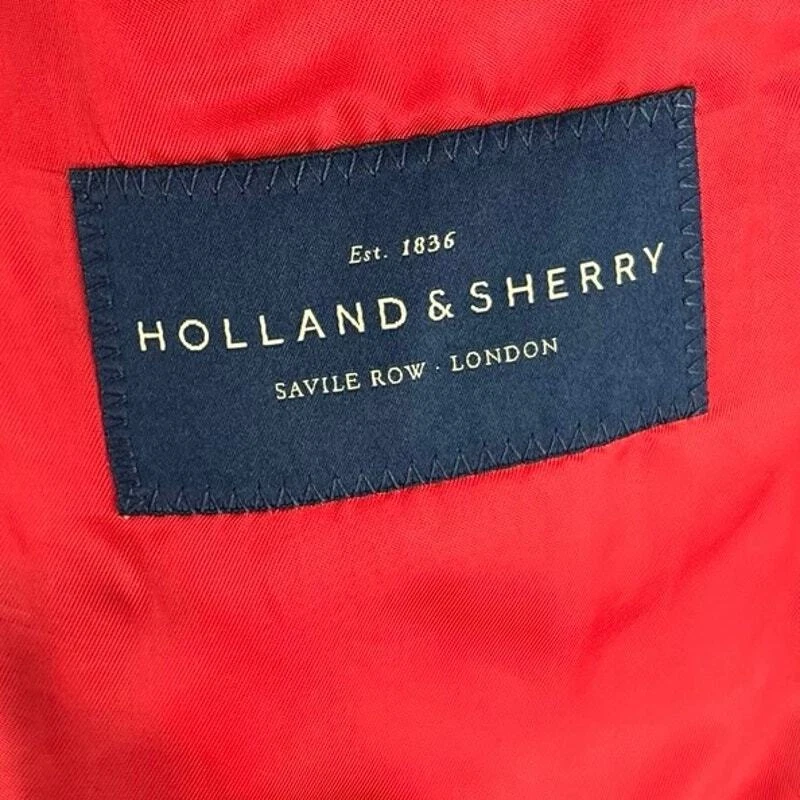 Est. 1836
HOLLAND & SHERRY
SAVILE ROW · LONDON